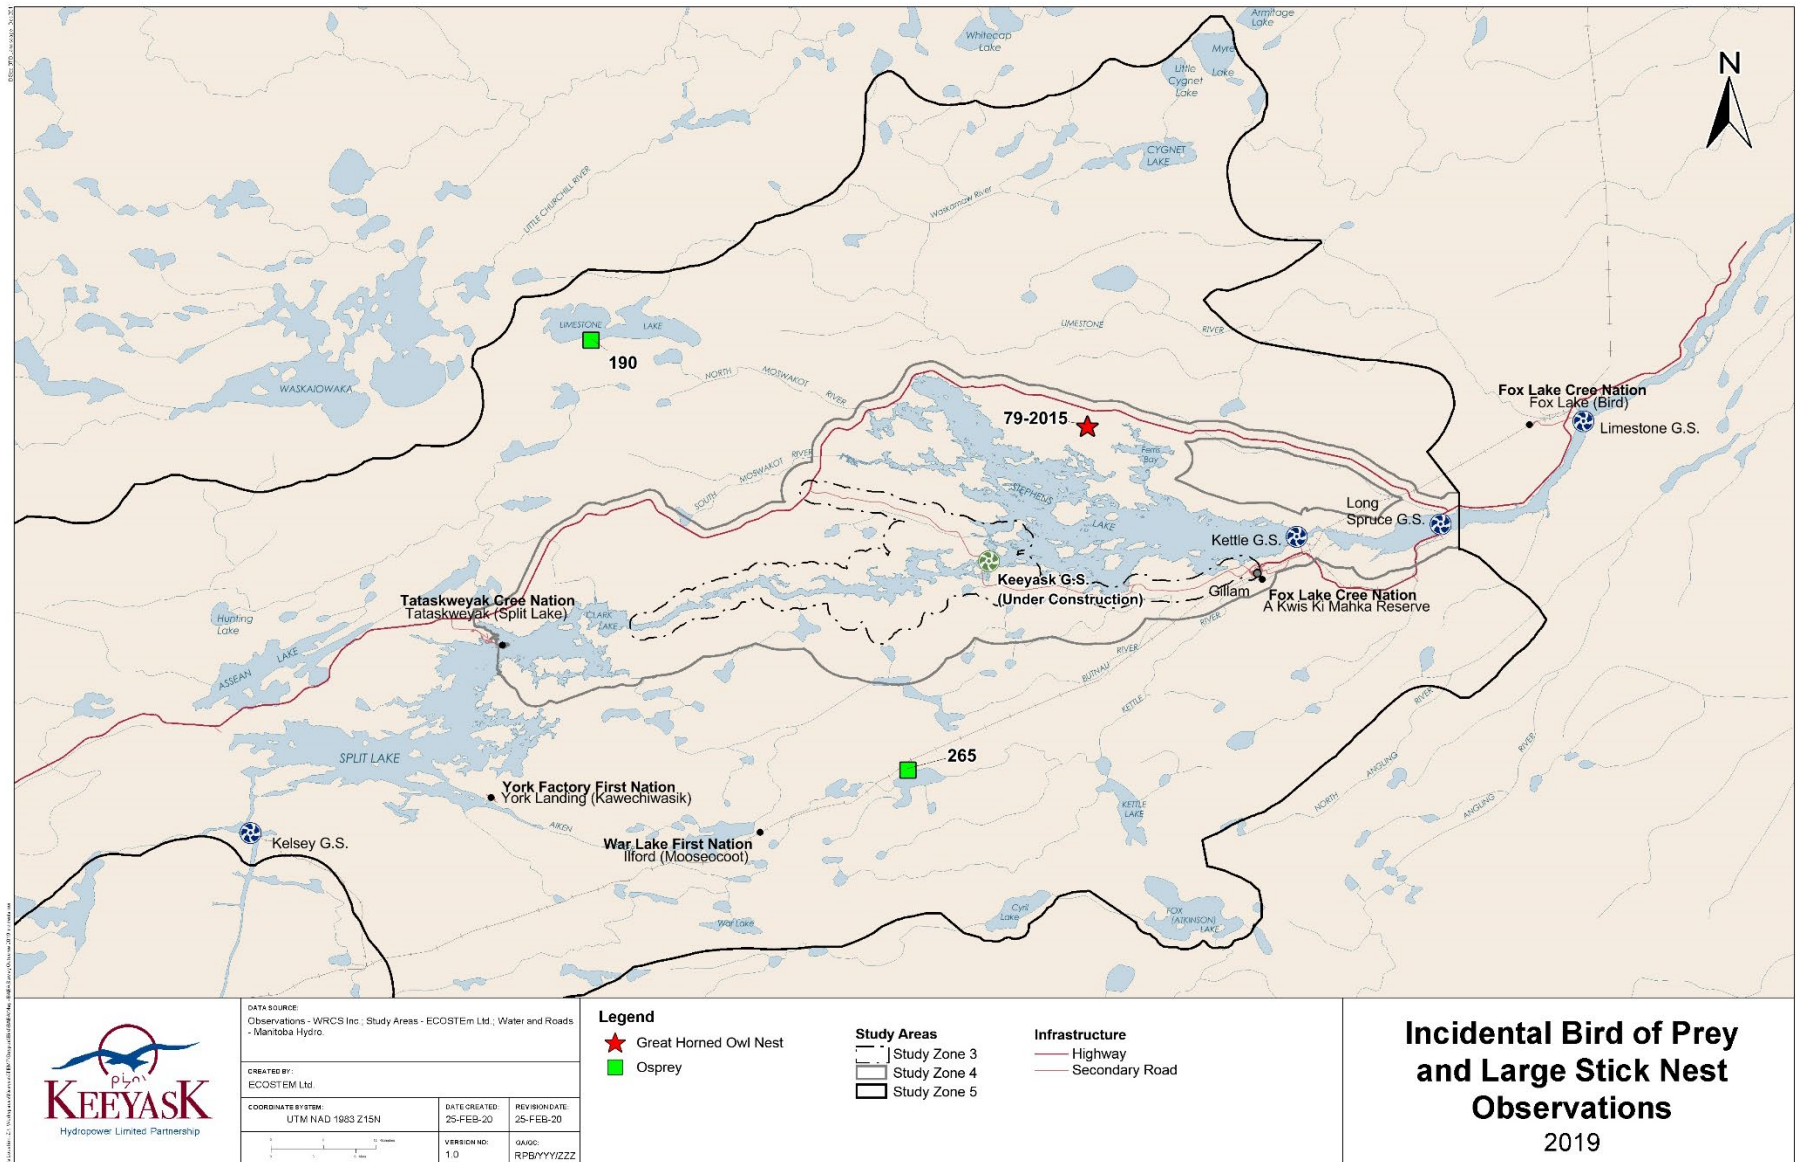 Armitage
Lake
Whitecap
Lake
Myre
Lake
Little
Cygnet
Lake
N
CYGNET
LAKE
LITTLE CHURCHILL RIVER
Waskamaw River
LIMESTONE LAKE
LIMESTONE RIVER
190
WASKAIOWAKA
NORTH MOSWAKOT RIVER
Fox Lake Cree Nation
Fox Lake (Bird)
Limestone G.S.
79-2015
Ferris
Bay
SOUTH MOSWAKOT RIVER
STEPHENS
LAKE
Long
Spruce G.S.
Kettle G.S.
Keeyask G.S.
(Under Construction)
Gillam
Fox Lake Cree Nation
A Kwis Ki Mahka Reserve
Tataskweyak Cree Nation
Tataskweyak (Split Lake)
CLARK
LAKE
Hunting
Lake
ASSEAN LAKE
BUTNAU RIVER
KETTLE RIVER
SPLIT LAKE
265
York Factory First Nation
York Landing (Kawechiwasik)
AIKEN
NORTH ANGLING RIVER
ANGLING RIVER
KETTLE
LAKE
Kelsey G.S.
War Lake First Nation
Ilford (Mooseocoot)
War Lake
Cyril
Lake
FOX
(ATKINSON)
LAKE
ᑭᔮᐢᐠ
KEEYASK
Hydropower Limited Partnership
DATA SOURCE:
Observations - WRCS Inc.; Study Areas - ECOSTEm Ltd.; Water and Roads
- Manitoba Hydro.
CREATED BY:
ECOSTEM Ltd.
COORDINATE SYSTEM:
UTM NAD 1983 Z15N
DATE CREATED:
25-FEB-20
REVISION DATE:
25-FEB-20
VERSION NO:
1.0
QA/QC:
RPB/YYY/ZZZ
Legend
Great Horned Owl Nest
Osprey
Study Areas
Study Zone 3
Study Zone 4
Study Zone 5
Infrastructure
Highway
Secondary Road
Incidental Bird of Prey
and Large Stick Nest
Observations
2019